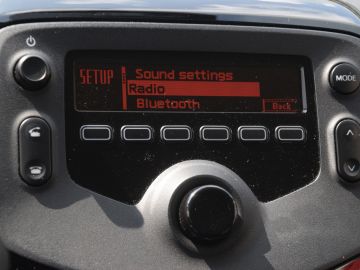 SETUP
Sound settings
Radio
Bluetooth
Back
MODE